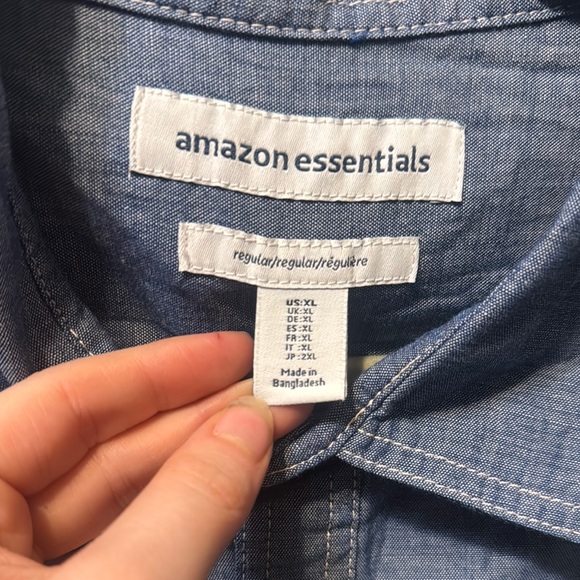 amazon essentials
regular/regular/régulière
US:XL
UK:XL
DE:XL
ES:XL
FR:XL
IT :XL
JP :2XL
Made in
Bangladesh